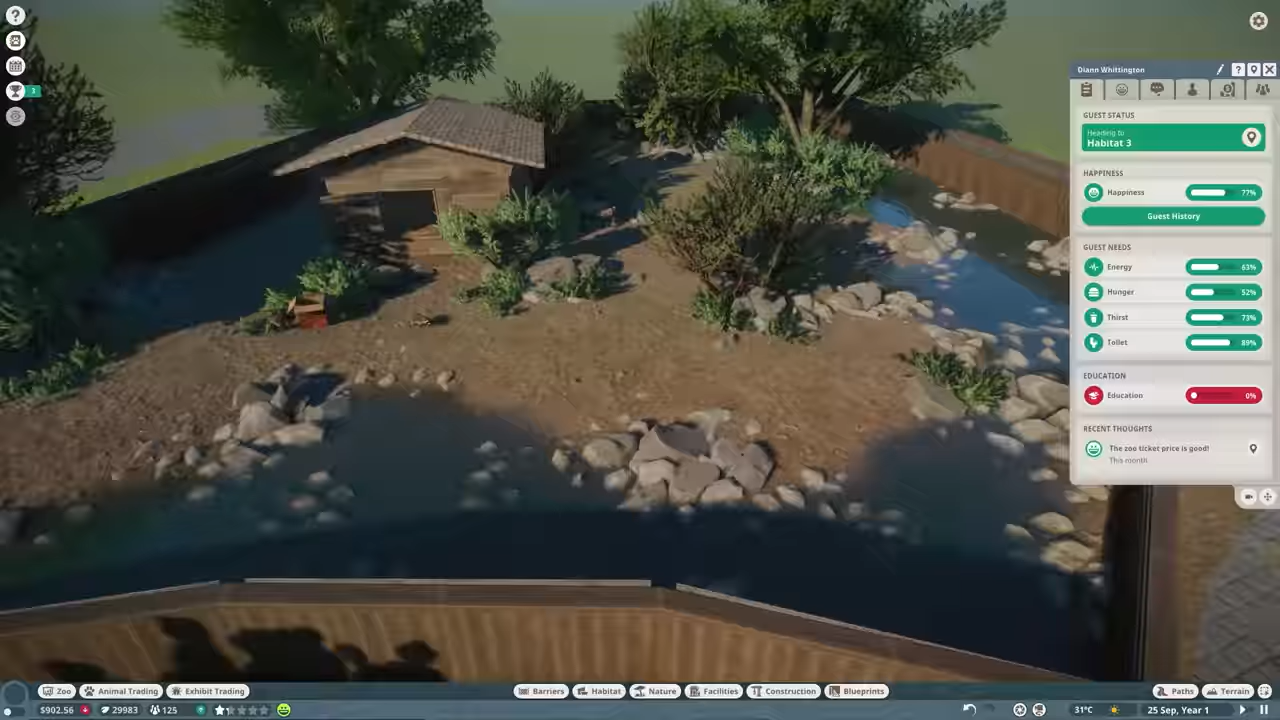 Diann Whittington
GUEST STATUS
Heading to
Habitat 3
HAPPINESS
Happiness 77%
Guest History
GUEST NEEDS
Energy 63%
Hunger 52%
Thirst 73%
Toilet 89%
EDUCATION
Education 0%
RECENT THOUGHTS
The zoo ticket price is good!
This month
3
Zoo Animal Trading Exhibit Trading Barriers Habitat Nature Facilities Construction Blueprints Paths Terrain
$902.56 29983 125 31°C 25 Sep, Year 1